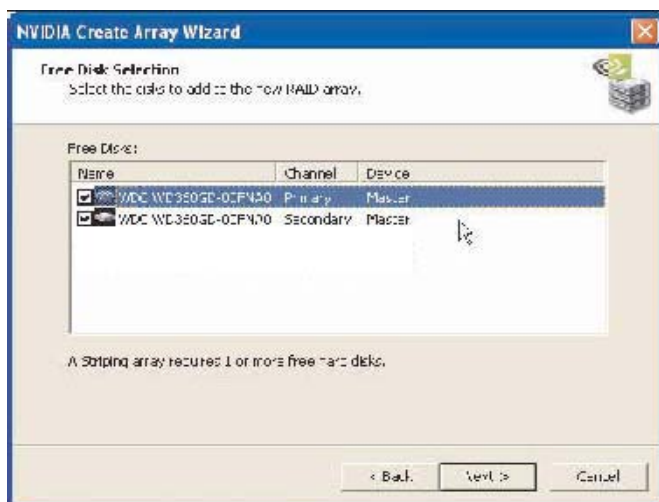 NVIDIA Create Array Wizard
Free Disk Selection
Select the disks to add to the new RAID array.
Free Disks:
Name Channel Device
WDC Primary Master
WDC Secondary Master
A Striping array requires 1 or more free hard disks.
< Back Next > Cancel